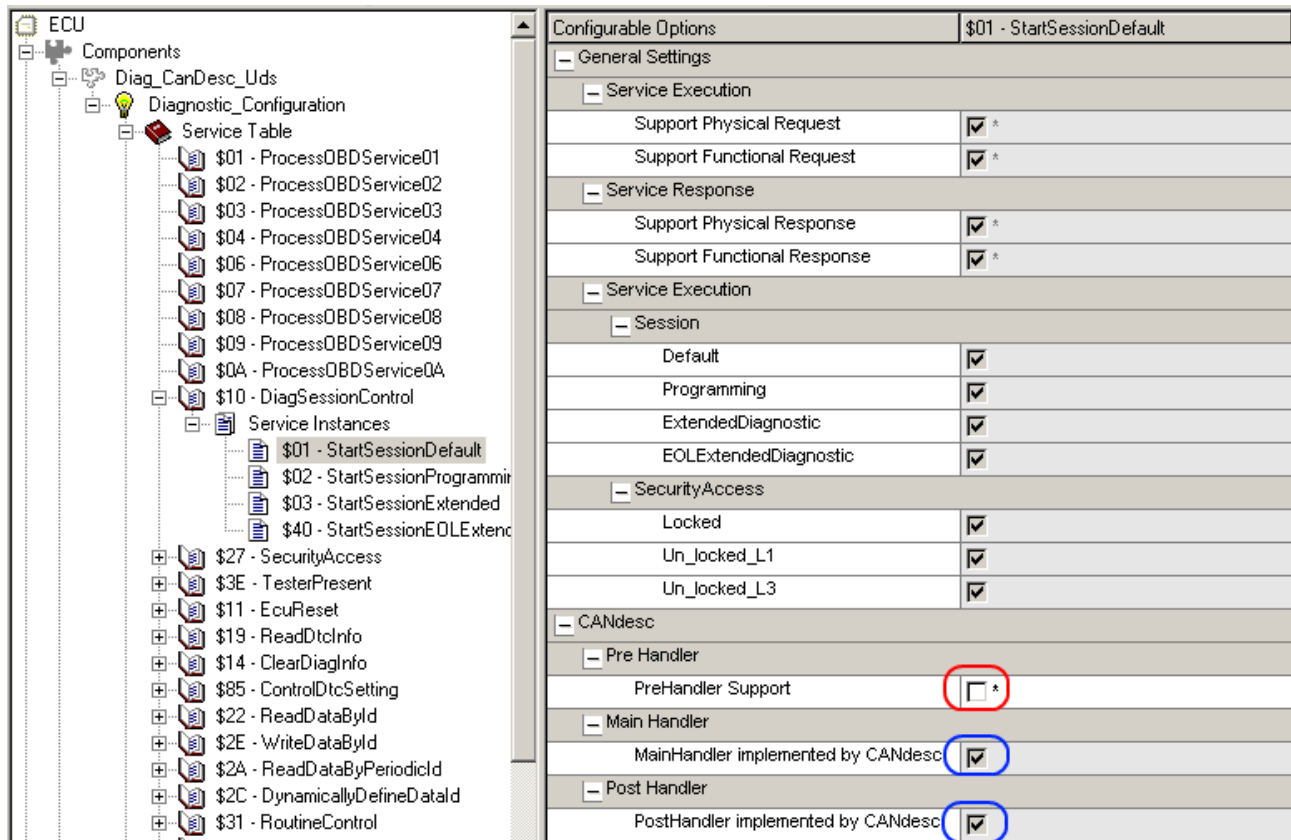 ECU
Components
Diag_CanDesc_Uds
Diagnostic_Configuration
Service Table
$01 - ProcessOBDService01
$02 - ProcessOBDService02
$03 - ProcessOBDService03
$04 - ProcessOBDService04
$06 - ProcessOBDService06
$07 - ProcessOBDService07
$08 - ProcessOBDService08
$09 - ProcessOBDService09
$0A - ProcessOBDService0A
$10 - DiagSessionControl
Service Instances
$01 - StartSessionDefault
$02 - StartSessionProgrammin
$03 - StartSessionExtended
$40 - StartSessionEOLExtend
$27 - SecurityAccess
$3E - TesterPresent
$11 - EcuReset
$19 - ReadDtcInfo
$14 - ClearDiagInfo
$85 - ControlDtcSetting
$22 - ReadDataById
$2E - WriteDataById
$2A - ReadDataByPeriodicId
$2C - DynamicallyDefineDataId
$31 - RoutineControl
Configurable Options $01 - StartSessionDefault
General Settings
Service Execution
Support Physical Request *
Support Functional Request *
Service Response
Support Physical Response *
Support Functional Response *
Service Execution
Session
Default
Programming
ExtendedDiagnostic
EOLExtendedDiagnostic
SecurityAccess
Locked
Un_locked_L1
Un_locked_L3
CANdesc
Pre Handler
PreHandler Support *
Main Handler
MainHandler implemented by CANdesc
Post Handler
PostHandler implemented by CANdesc